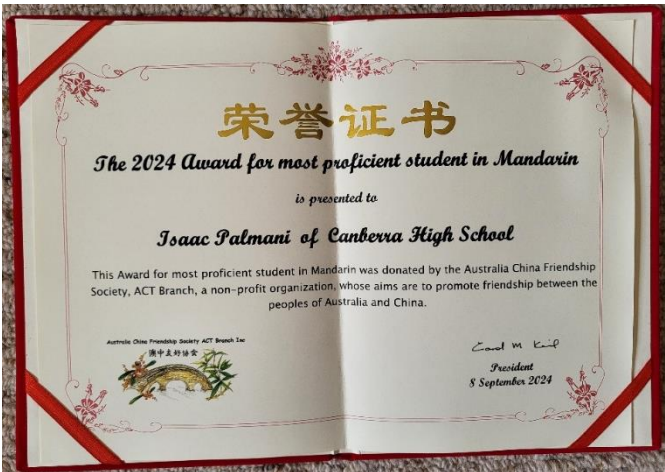 荣誉证书
The 2024 Award for most proficient student in Mandarin
is presented to
Isaac Palmani of Canberra High School
This Award for most proficient student in Mandarin was donated by the Australia China Friendship
Society, ACT Branch, a non-profit organization, whose aims are to promote friendship between the
peoples of Australia and China.
Australia China Friendship Society ACT Branch Inc
澳中友好協会
Carol M
President
8 September 2024